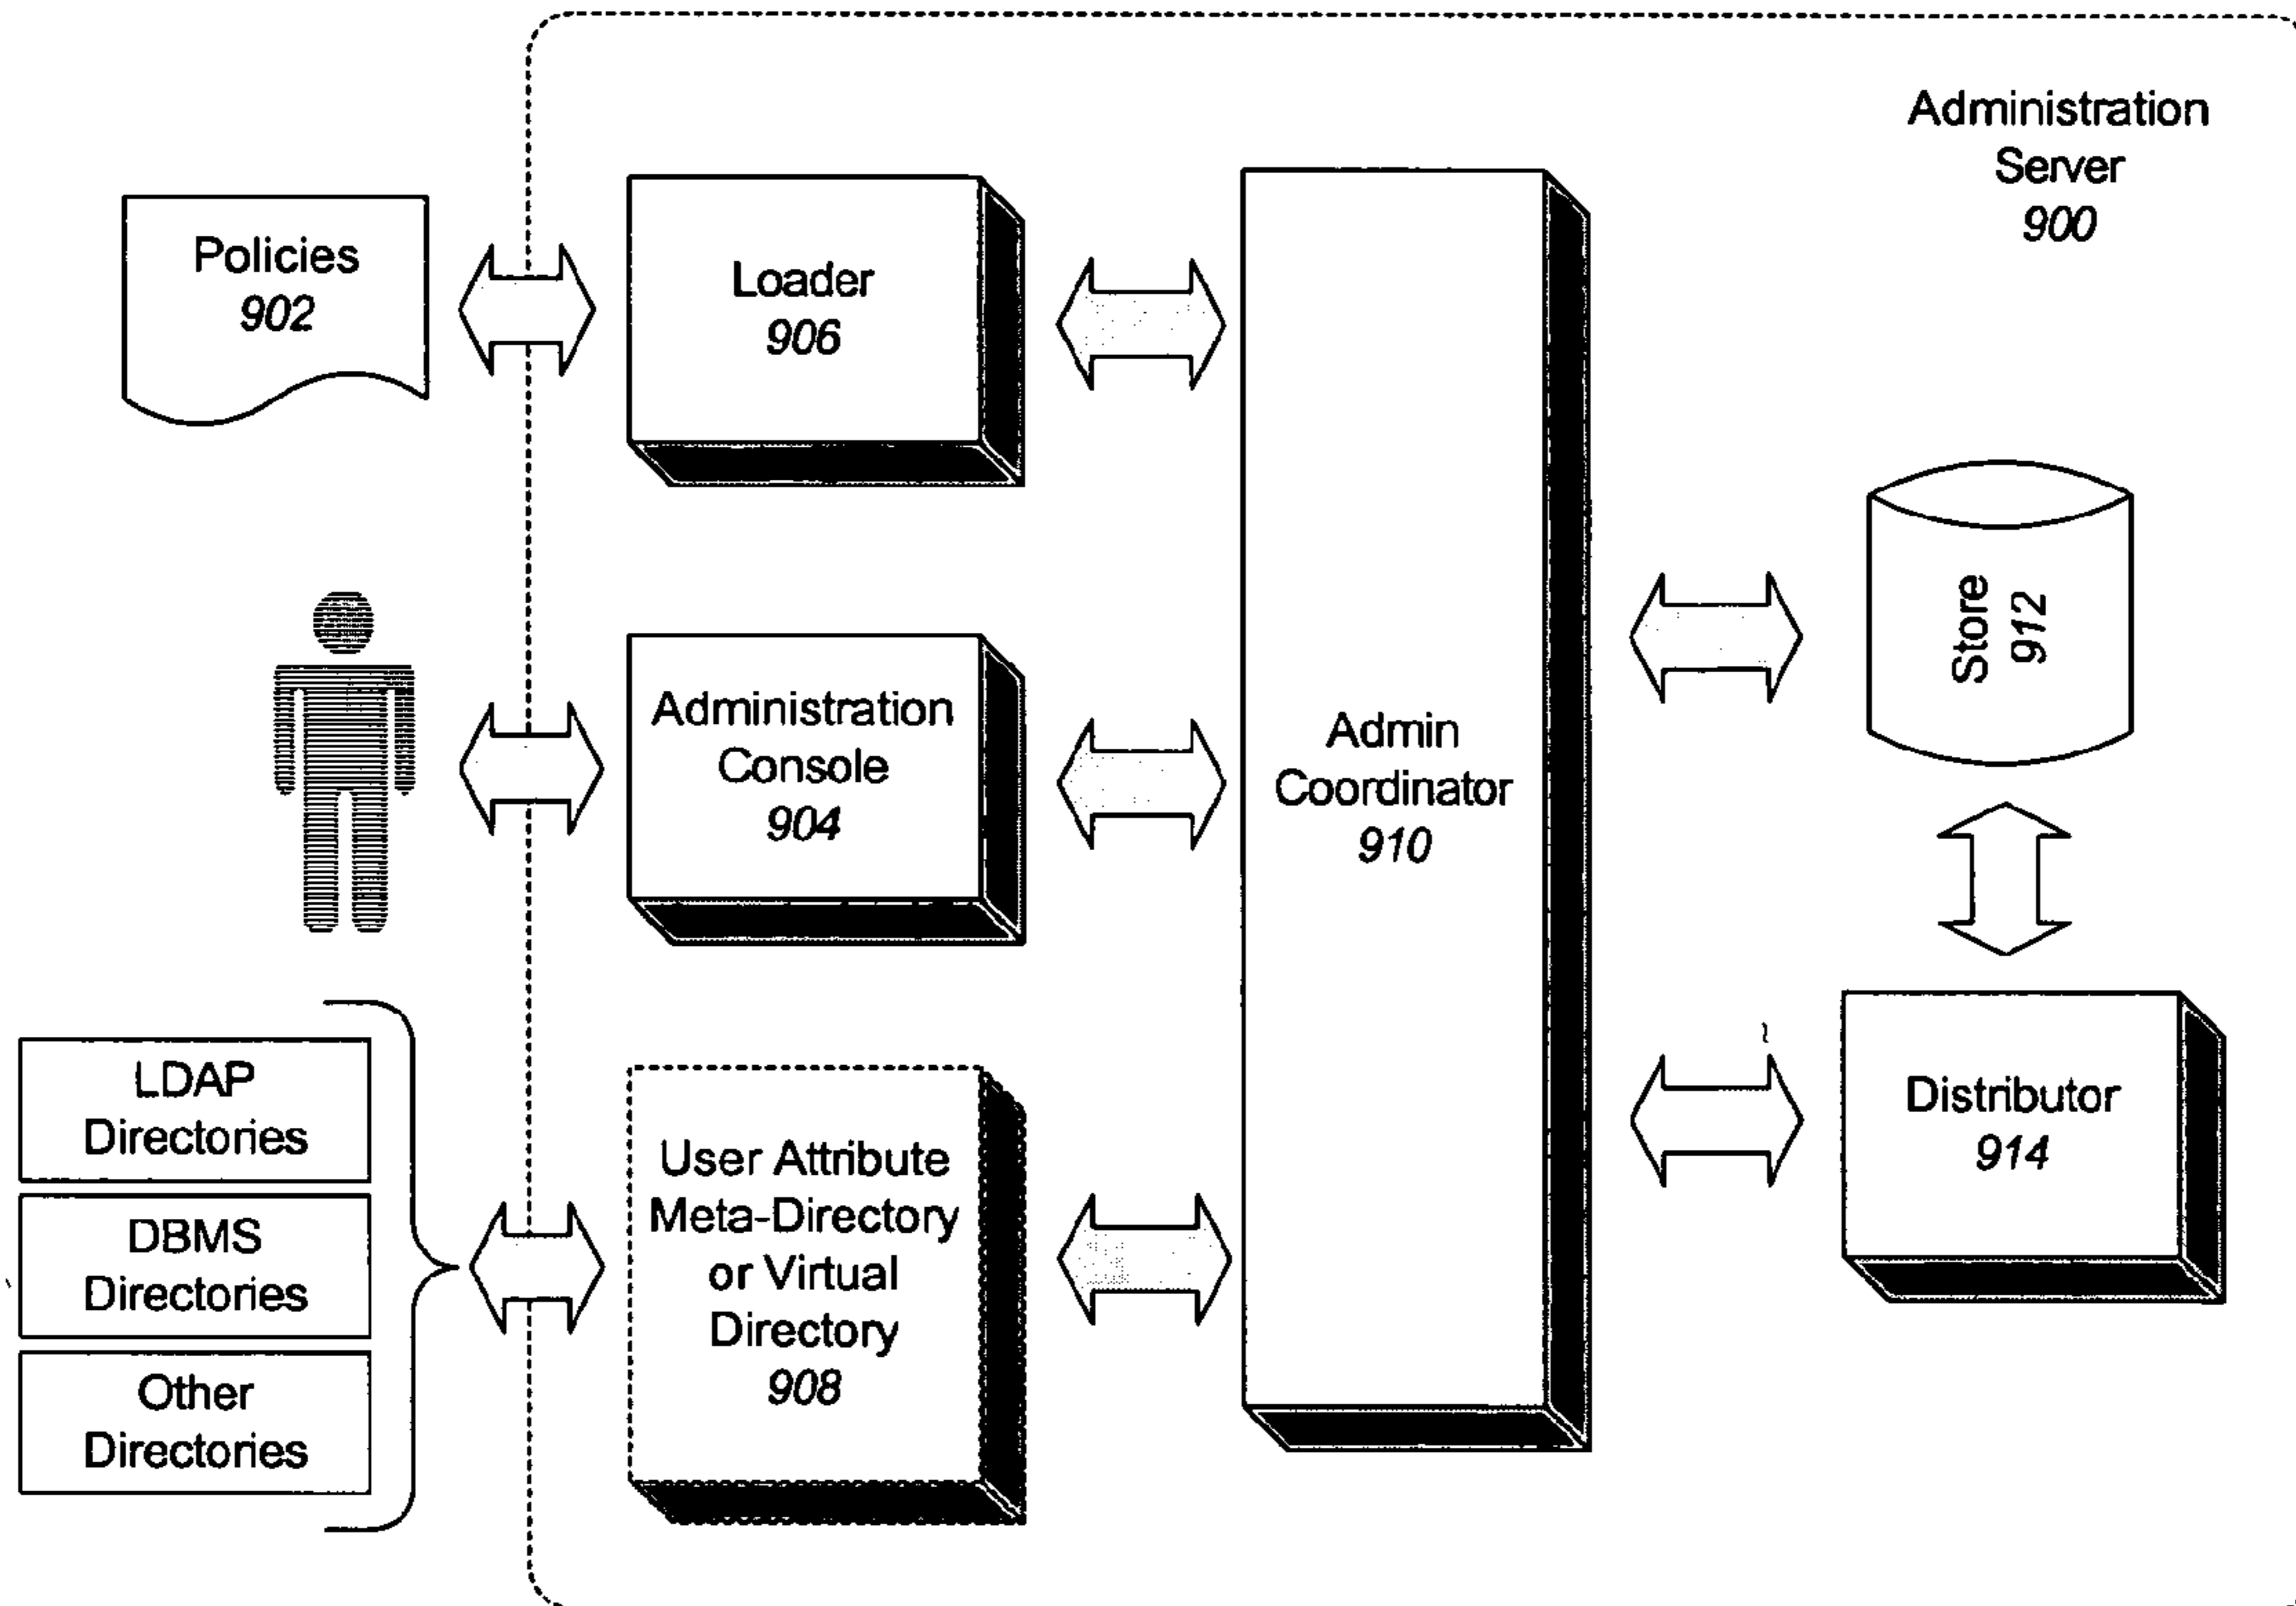 Administration
Server
900
Policies
902
Loader
906
Administration
Console
904
Admin
Coordinator
910
Store
912
LDAP
Directories
DBMS
Directories
Other
Directories
User Attribute
Meta-Directory
or Virtual
Directory
908
Distributor
914